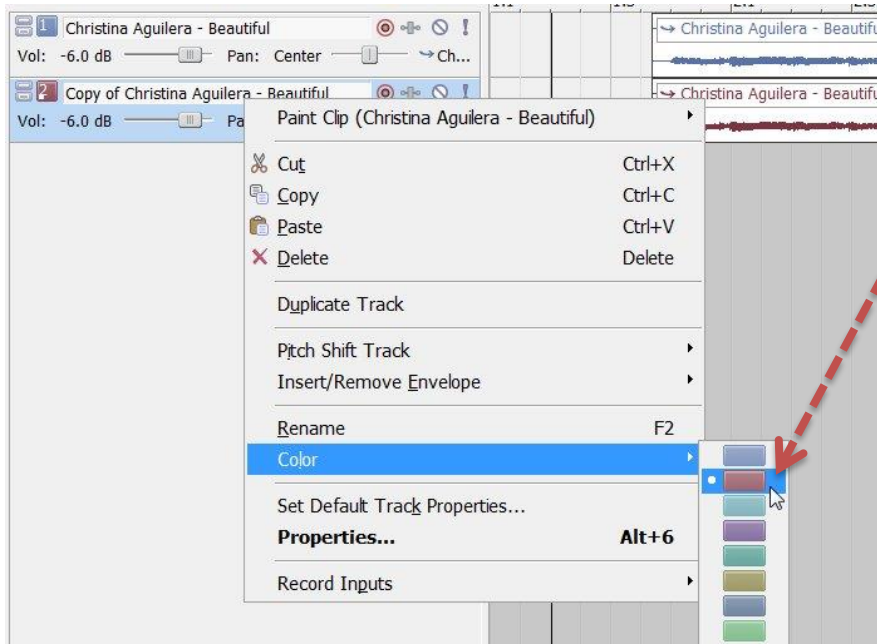 1 Christina Aguilera - Beautiful
Vol: -6.0 dB Pan: Center Ch...
2 Copy of Christina Aguilera - Beautiful
Vol: -6.0 dB Pa
Christina Aguilera - Beautifu
Christina Aguilera - Beautifu
Paint Clip (Christina Aguilera - Beautiful)
Cut Ctrl+X
Copy Ctrl+C
Paste Ctrl+V
Delete Delete
Duplicate Track
Pitch Shift Track
Insert/Remove Envelope
Rename F2
Color
Set Default Track Properties...
Properties... Alt+6
Record Inputs